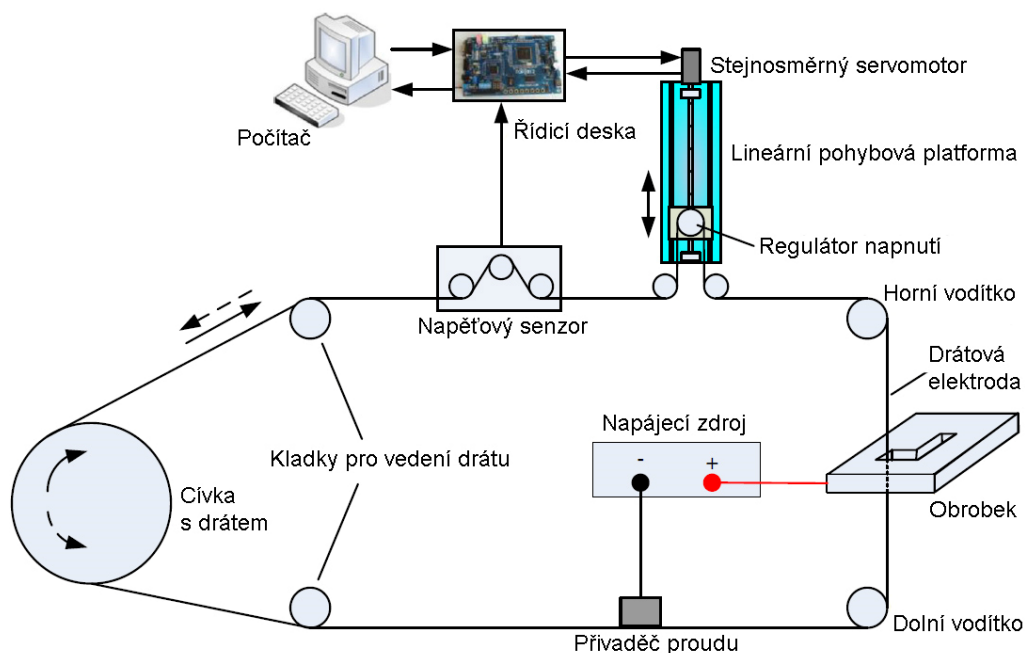 Počítač
Řídicí deska
Stejnosměrný servomotor
Lineární pohybová platforma
Regulátor napnutí
Napěťový senzor
Horní vodítko
Drátová
elektroda
Napájecí zdroj
- +
Kladky pro vedení drátu
Cívka
s drátem
Obrobek
Přivaděč proudu
Dolní vodítko